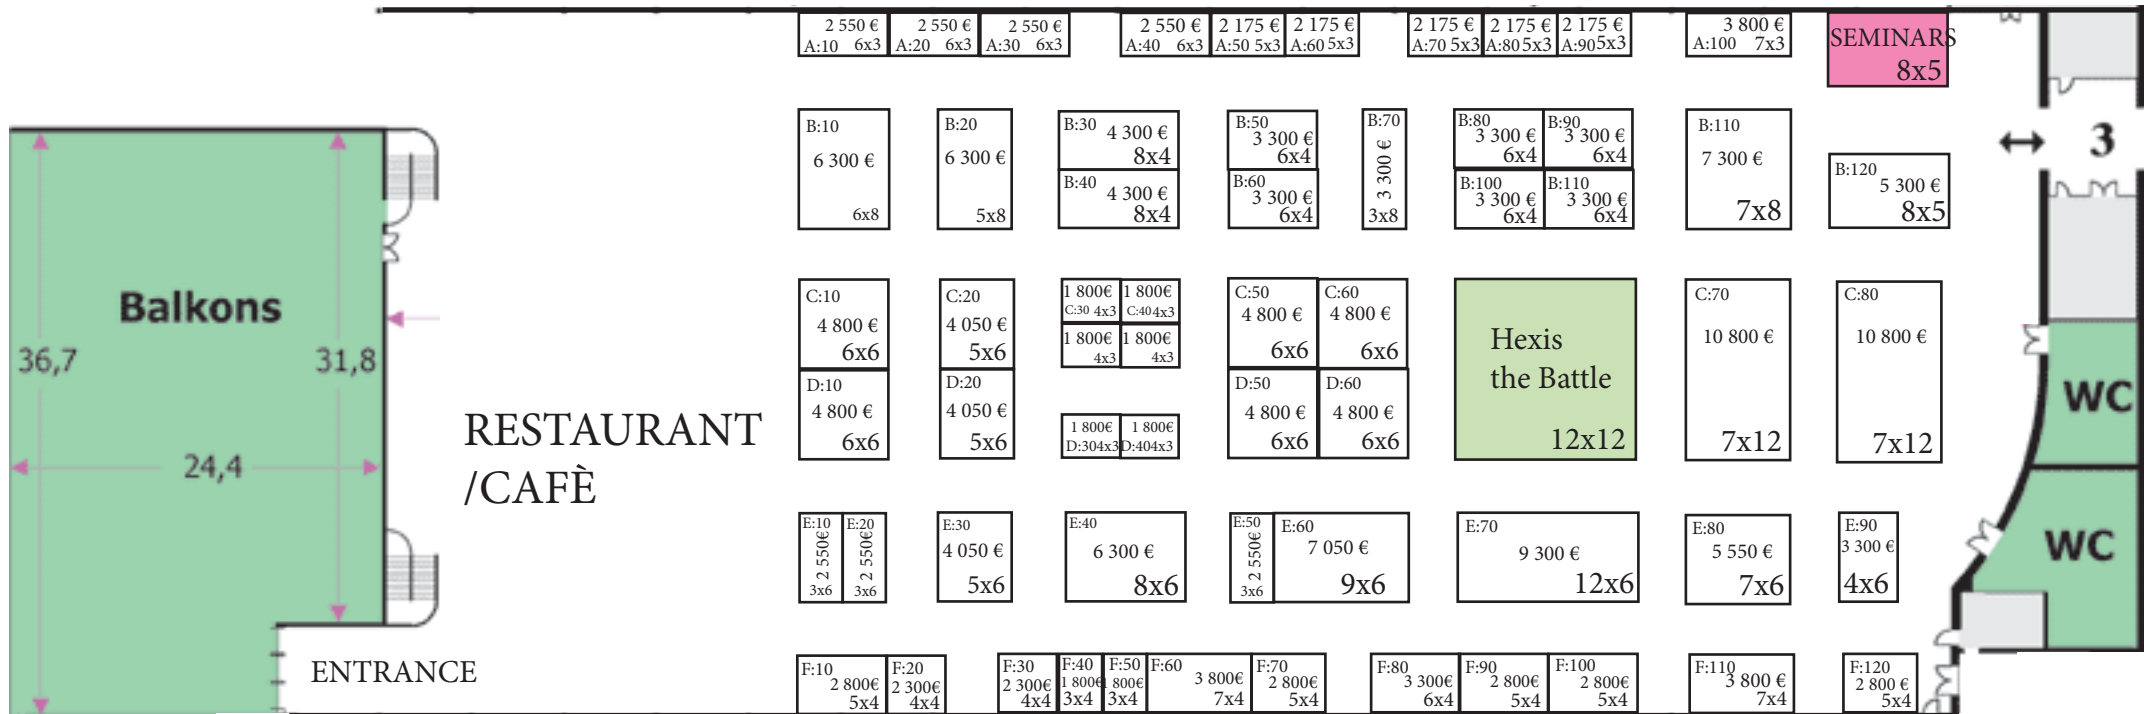 2 550 €
A:10 6x3
2 550 €
A:20 6x3
2 550 €
A:30 6x3
2 550 €
A:40 6x3
2 175 €
A:50 5x3
2 175 €
A:60 5x3
2 175 €
A:70 5x3
2 175 €
A:80 5x3
2 175 €
A:90 5x3
3 800 €
A:100 7x3
SEMINARS
8x5
B:10
6 300 €
6x8
B:20
6 300 €
5x8
B:30
4 300 €
8x4
B:40
4 300 €
8x4
B:50
3 300 €
6x4
B:60
3 300 €
6x4
B:70
3 300 €
3x8
B:80
3 300 €
6x4
B:90
3 300 €
6x4
B:100
3 300 €
6x4
B:110
3 300 €
6x4
B:110
7 300 €
7x8
B:120
5 300 €
8x5
3
Balkons
36,7
31,8
24,4
RESTAURANT
/CAFÈ
ENTRANCE
C:10
4 800 €
6x6
C:20
4 050 €
5x6
1 800€
C:30 4x3
1 800€
C:40 4x3
1 800€
4x3
1 800€
4x3
C:50
4 800 €
6x6
C:60
4 800 €
6x6
Hexis
the Battle
12x12
C:70
10 800 €
7x12
C:80
10 800 €
7x12
WC
WC
D:10
4 800 €
6x6
D:20
4 050 €
5x6
1 800€
D:30 4x3
1 800€
D:40 4x3
D:50
4 800 €
6x6
D:60
4 800 €
6x6
E:10
2 550€
3x6
E:20
2 550€
3x6
E:30
4 050 €
5x6
E:40
6 300 €
8x6
E:50
2 550€
3x6
E:60
7 050 €
9x6
E:70
9 300 €
12x6
E:80
5 550 €
7x6
E:90
3 300 €
4x6
F:10
2 800€
5x4
F:20
2 300€
4x4
F:30
2 300€
4x4
F:40
1 800€
3x4
F:50
1 800€
3x4
F:60
3 800€
7x4
F:70
2 800€
5x4
F:80
3 300€
6x4
F:90
2 800€
5x4
F:100
2 800€
5x4
F:110
3 800 €
7x4
F:120
2 800 €
5x4